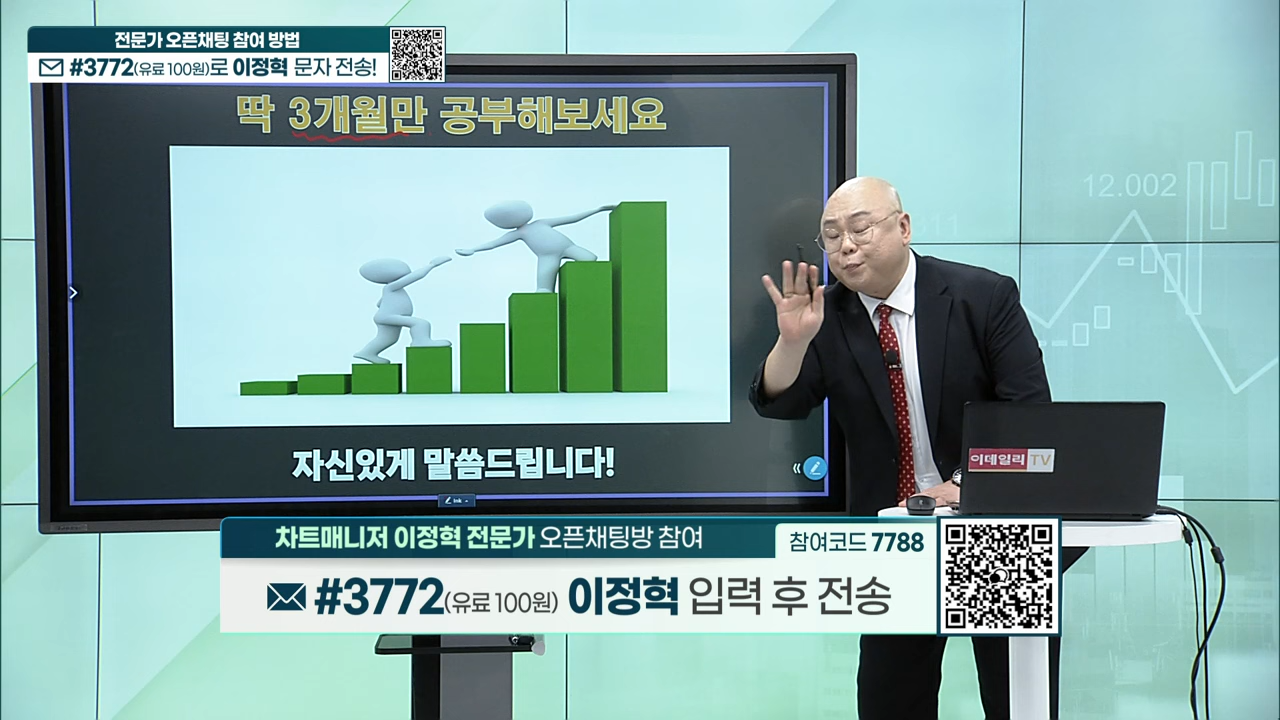 전문가 오픈채팅 참여 방법
#3772(유료 100원)로 이정혁 문자 전송!
딱 3개월만 공부해보세요
12.002
자신있게 말씀드립니다!
Ink
이데일리 TV
차트매니저 이정혁 전문가 오픈채팅방 참여
참여코드 7788
#3772(유료 100원) 이정혁 입력 후 전송